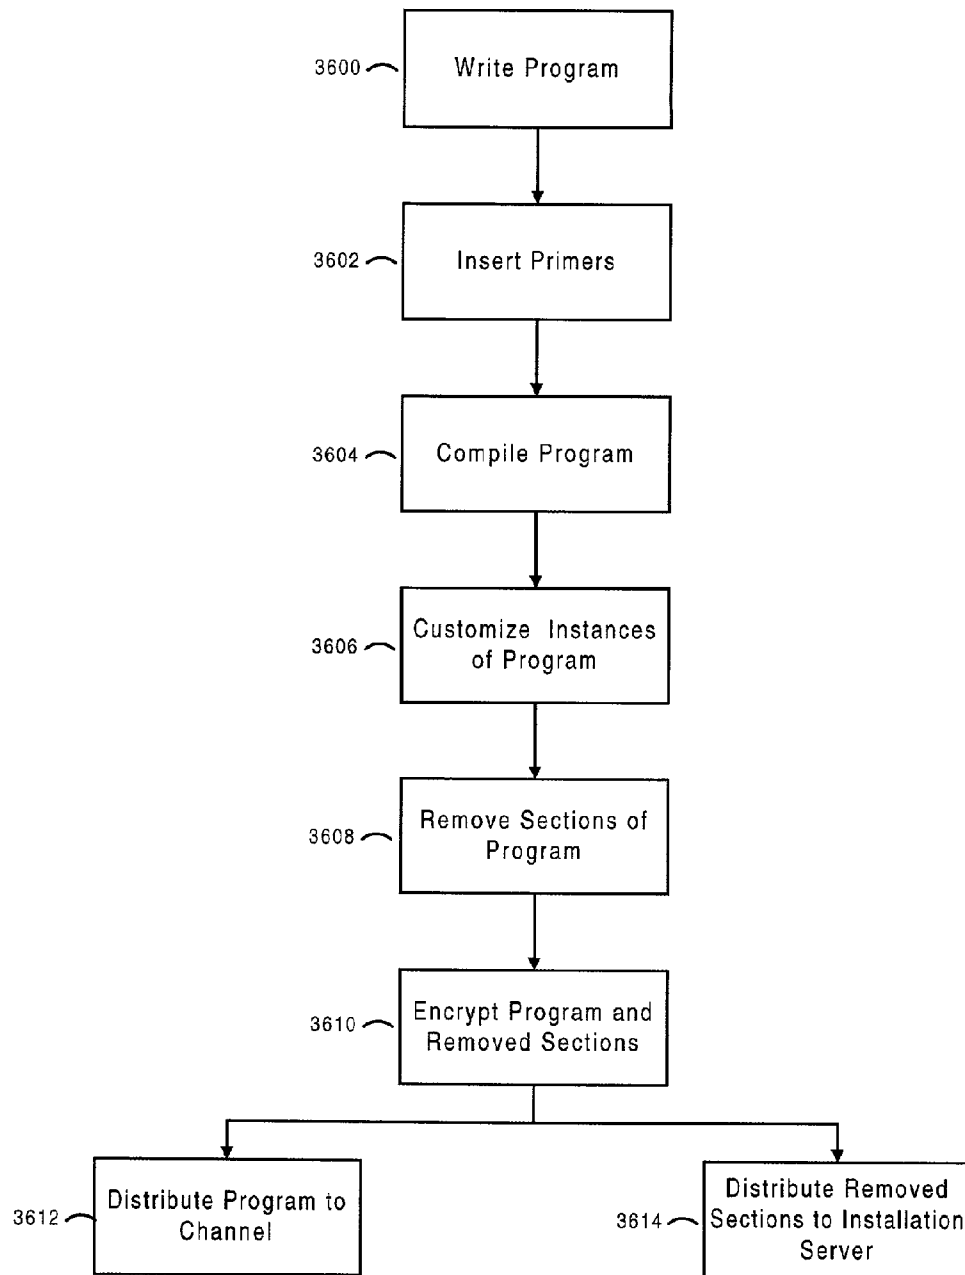 3600
Write Program
3602
Insert Primers
3604
Compile Program
3606
Customize Instances
of Program
3608
Remove Sections of
Program
3610
Encrypt Program and
Removed Sections
3612
Distribute Program to
Channel
3614
Distribute Removed
Sections to Installation
Server